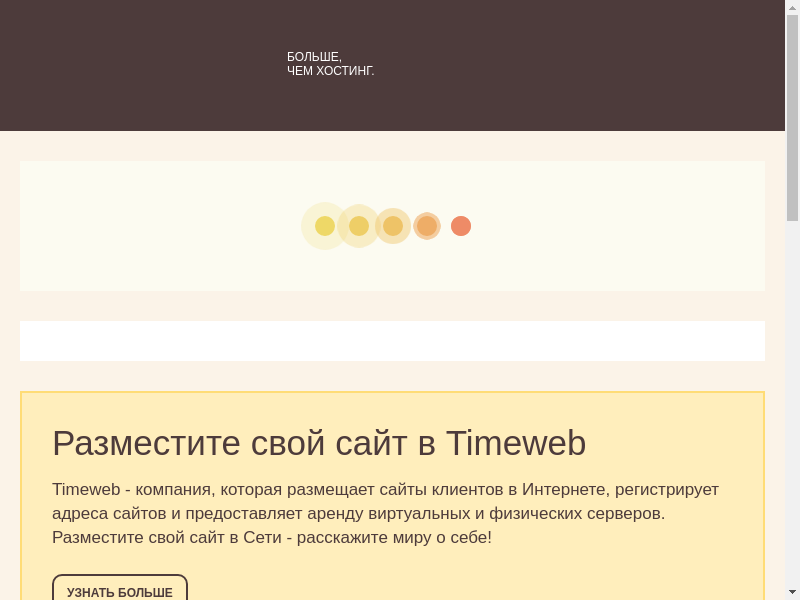 БОЛЬШЕ,
ЧЕМ ХОСТИНГ.
Разместите свой сайт в Timeweb
Timeweb - компания, которая размещает сайты клиентов в Интернете, регистрирует
адреса сайтов и предоставляет аренду виртуальных и физических серверов.
Разместите свой сайт в Сети - расскажите миру о себе!
УЗНАТЬ БОЛЬШЕ